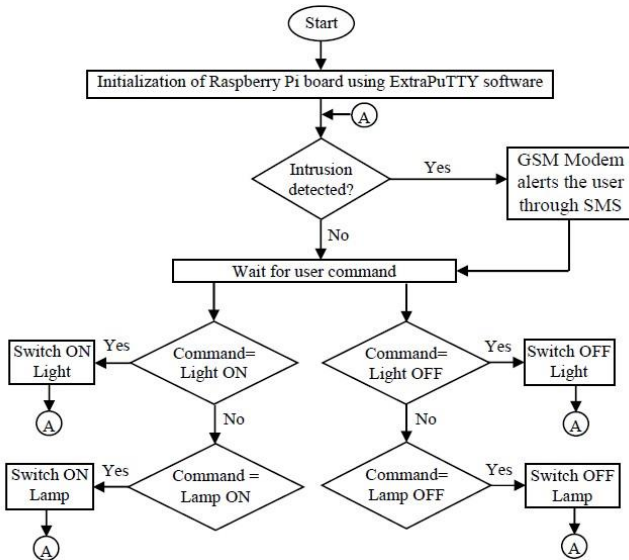 Start
Initialization of Raspberry Pi board using ExtraPuTTY software
A
Intrusion
detected?
Yes
GSM Modem
alerts the user
through SMS
No
Wait for user command
Switch ON
Light
Yes
Command=
Light ON
Command=
Light OFF
Yes
Switch OFF
Light
A
No
No
A
Switch ON
Lamp
Yes
Command =
Lamp ON
Command=
Lamp OFF
Yes
Switch OFF
Lamp
A
A